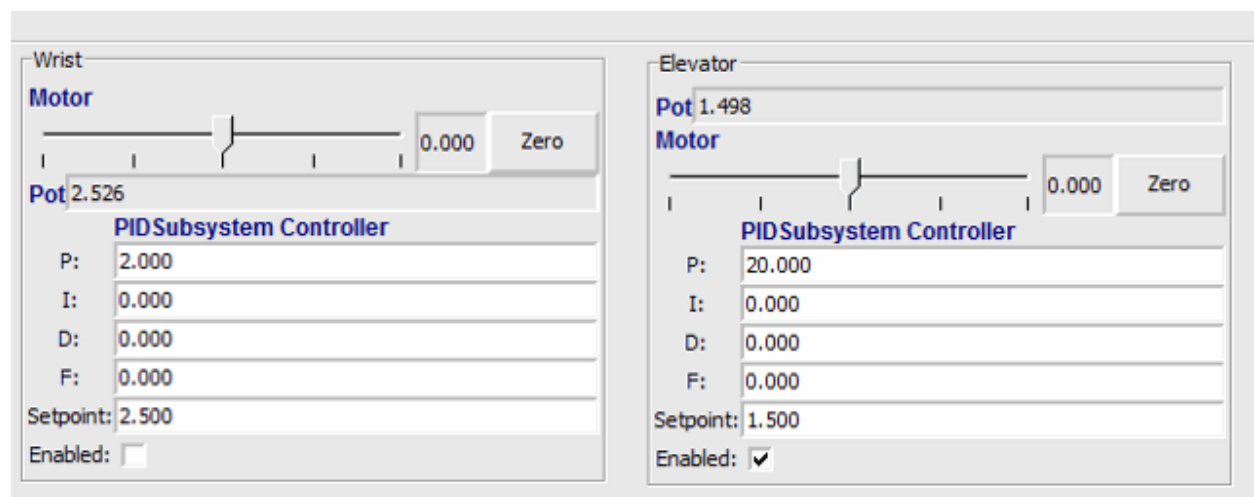 Wrist
Motor
0.000 Zero
Pot 2.526
PIDSubsystem Controller
P: 2.000
I: 0.000
D: 0.000
F: 0.000
Setpoint: 2.500
Enabled:
Elevator
Pot 1.498
Motor
0.000 Zero
PIDSubsystem Controller
P: 20.000
I: 0.000
D: 0.000
F: 0.000
Setpoint: 1.500
Enabled: